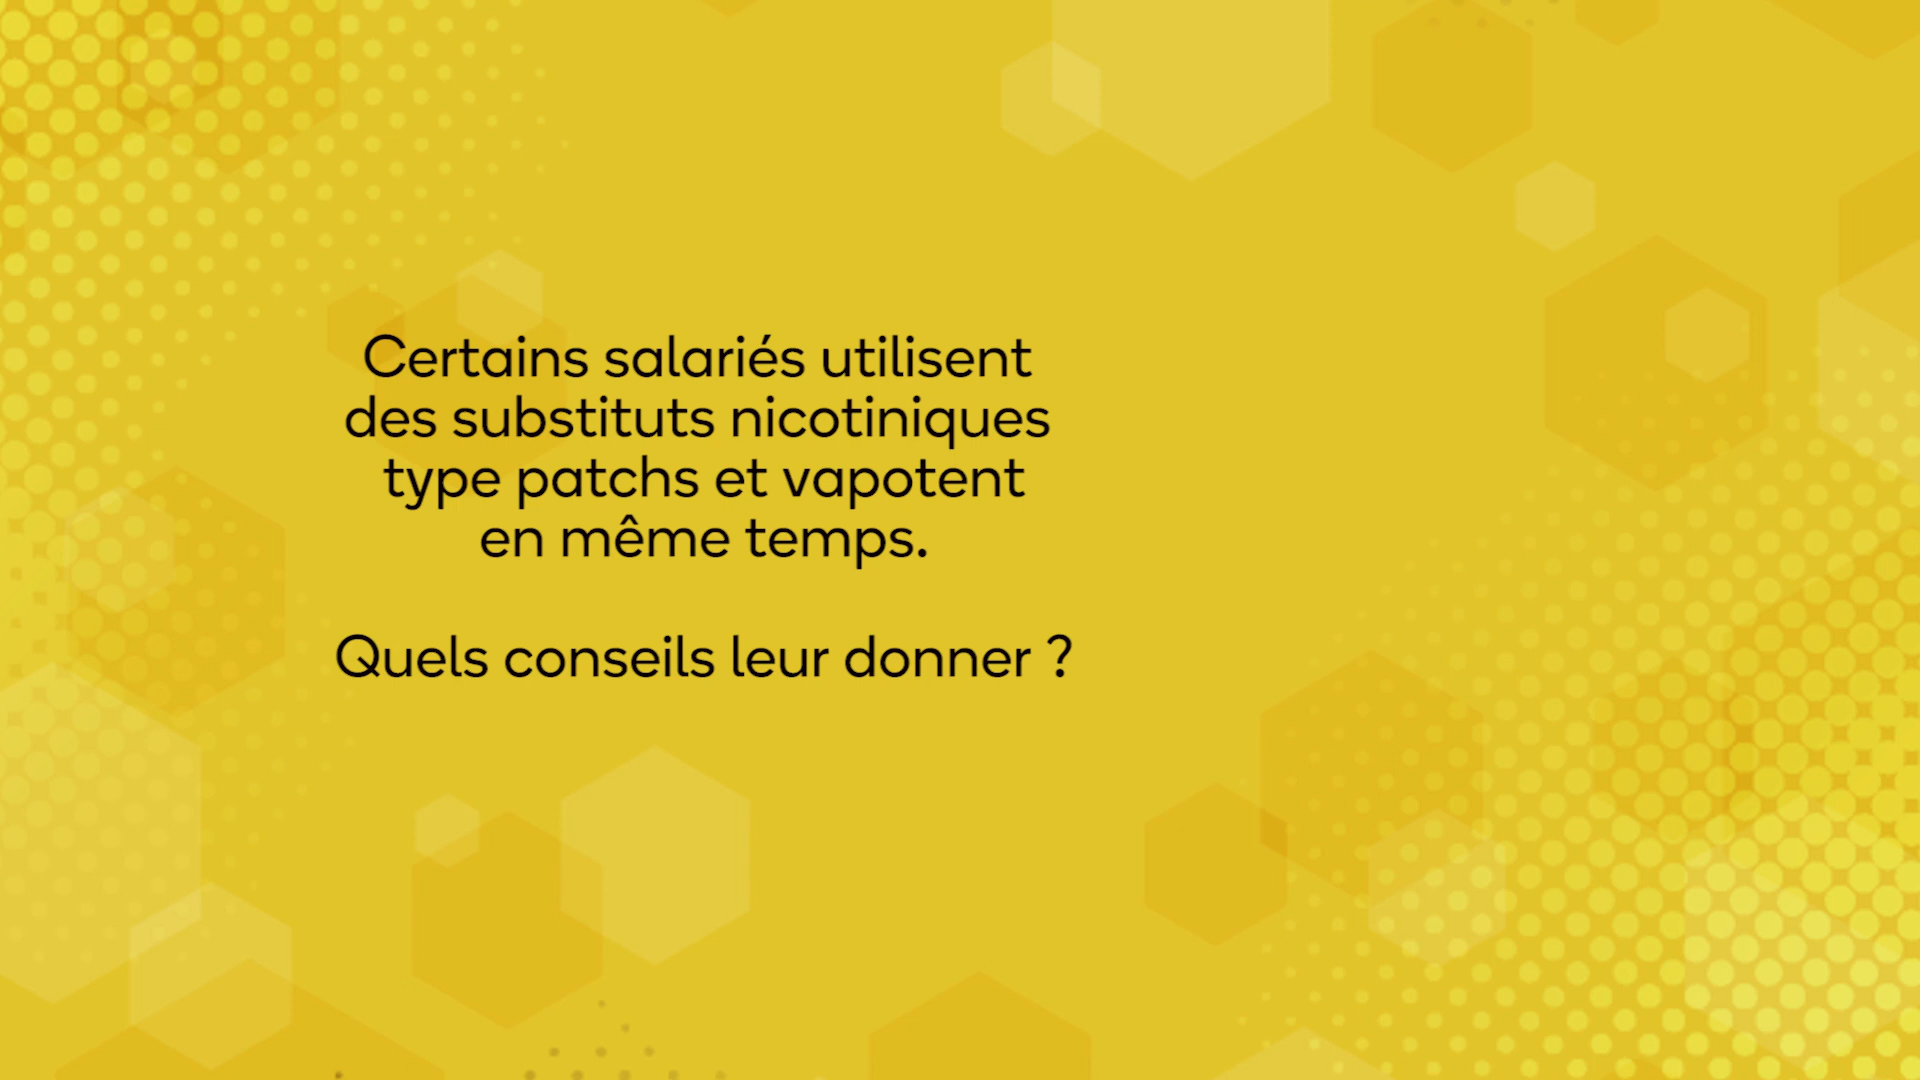 Certains salariés utilisent
des substituts nicotiniques
type patchs et vapotent
en même temps.
Quels conseils leur donner ?